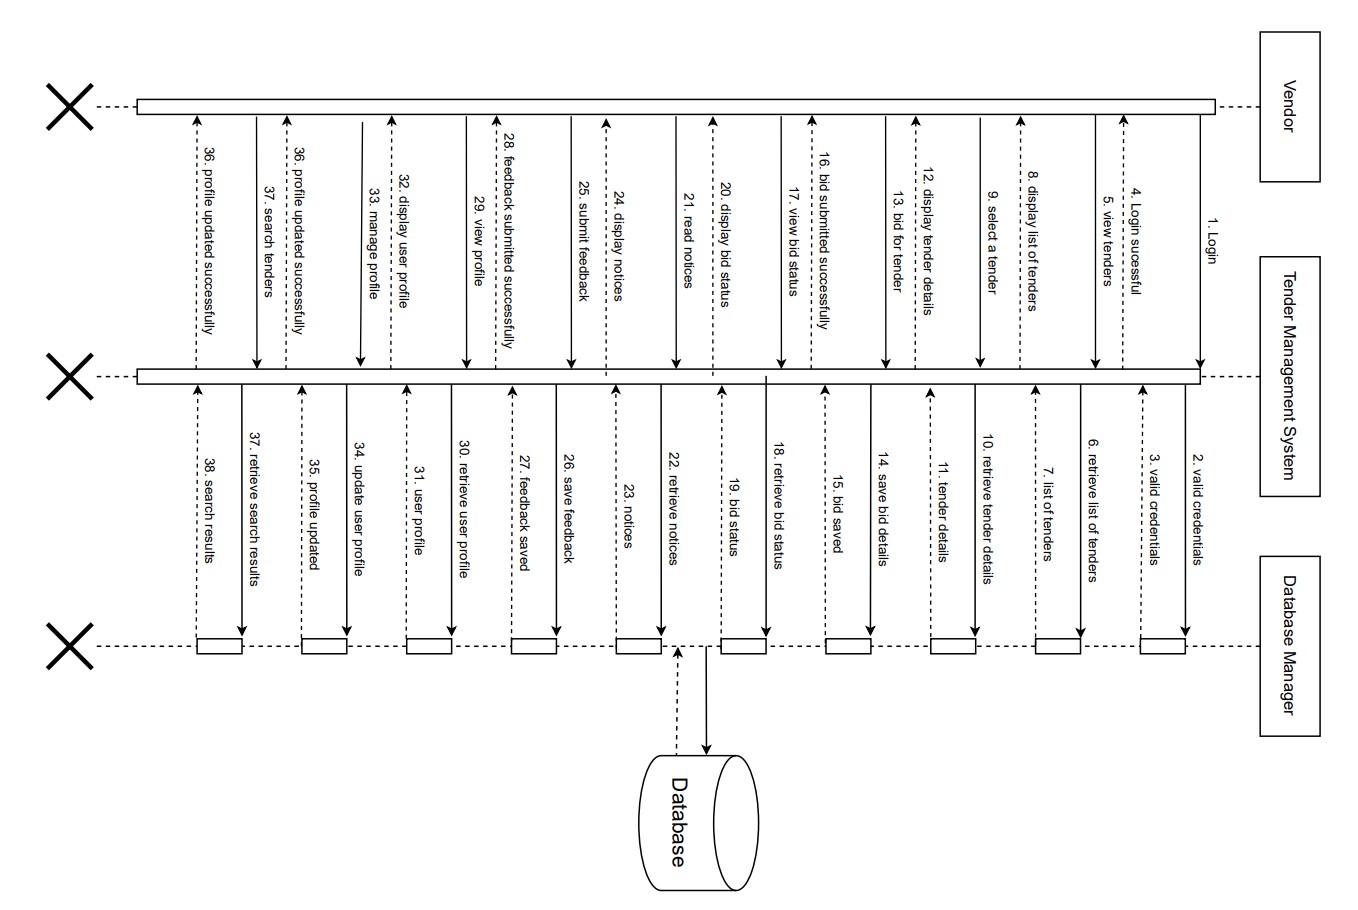 Vendor
Tender Management System
Database Manager
1. Login
2. valid credentials
3. valid credentials
4. Login sucessful
5. view tenders
6. retrieve list of tenders
7. list of tenders
8. display list of tenders
9. select a tender
10. retrieve tender details
11. tender details
12. display tender details
13. bid for tender
14. save bid details
15. bid saved
16. bid submitted successfully
17. view bid status
18. retrieve bid status
19. bid status
20. display bid status
Database
21. read notices
22. retrieve notices
23. notices
24. display notices
25. submit feedback
26. save feedback
27. feedback saved
28. feedback submitted successfully
29. view profile
30. retrieve user profile
31. user profile
32. display user profile
33. manage profile
34. update user profile
35. profile updated
36. profile updated successfully
37. search tenders
37. retrieve search results
38. search results
36. profile updated successfully